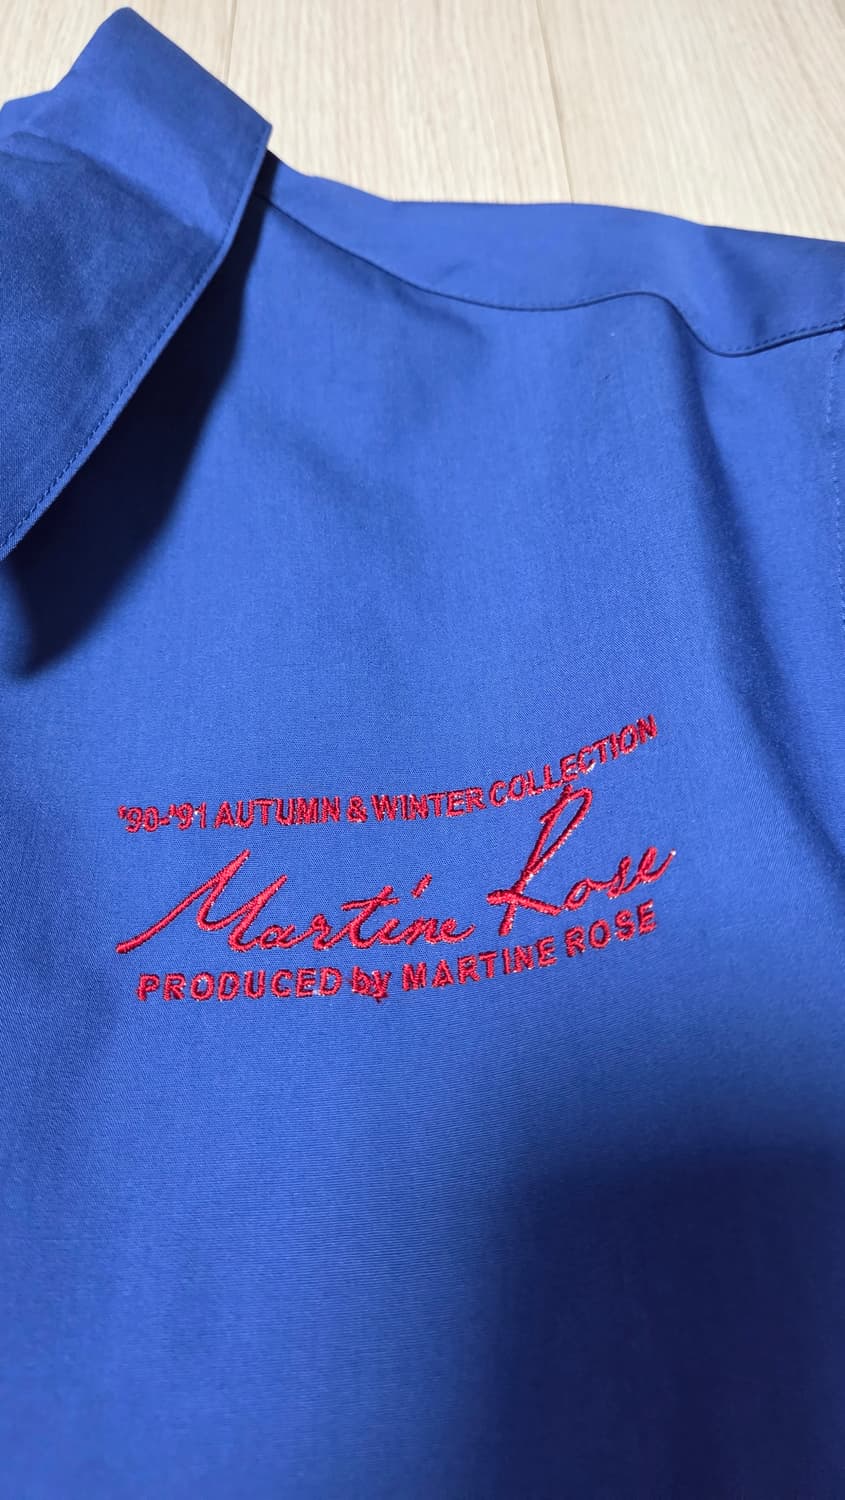 '90-'91 AUTUMN & WINTER COLLECTION
Martine Rose
PRODUCED by MARTINE ROSE